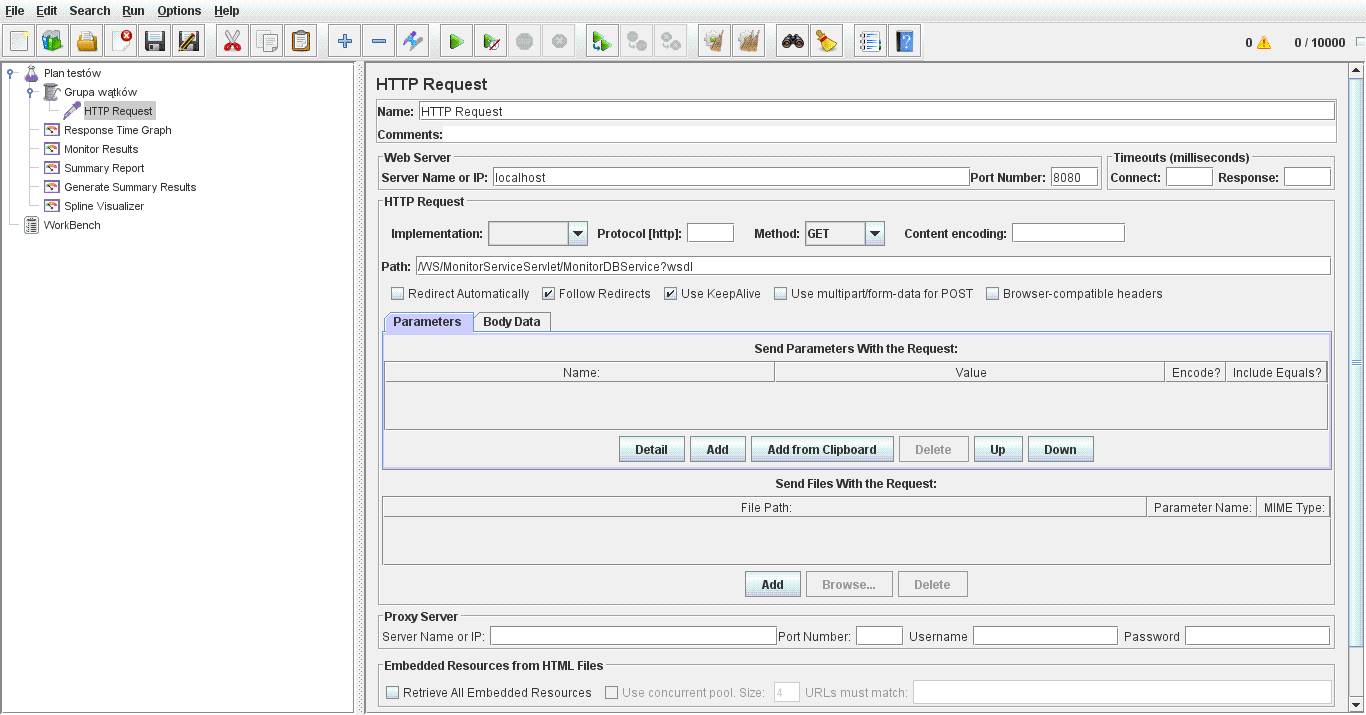 File Edit Search Run Options Help
0 0 / 10000
Plan testów
Grupa wątków
HTTP Request
Response Time Graph
Monitor Results
Summary Report
Generate Summary Results
Spline Visualizer
WorkBench
HTTP Request
Name: HTTP Request
Comments:
Web Server
Server Name or IP: localhost Port Number: 8080
Timeouts (milliseconds)
Connect: Response:
HTTP Request
Implementation: Protocol [http]: Method: GET Content encoding:
Path: /WS/MonitorServiceServlet/MonitorDBService?wsdl
Redirect Automatically Follow Redirects Use KeepAlive Use multipart/form-data for POST Browser-compatible headers
Parameters Body Data
Send Parameters With the Request:
Name: Value Encode? Include Equals?
Detail Add Add from Clipboard Delete Up Down
Send Files With the Request:
File Path: Parameter Name: MIME Type:
Add Browse... Delete
Proxy Server
Server Name or IP: Port Number: Username Password
Embedded Resources from HTML Files
Retrieve All Embedded Resources Use concurrent pool. Size: 4 URLs must match: